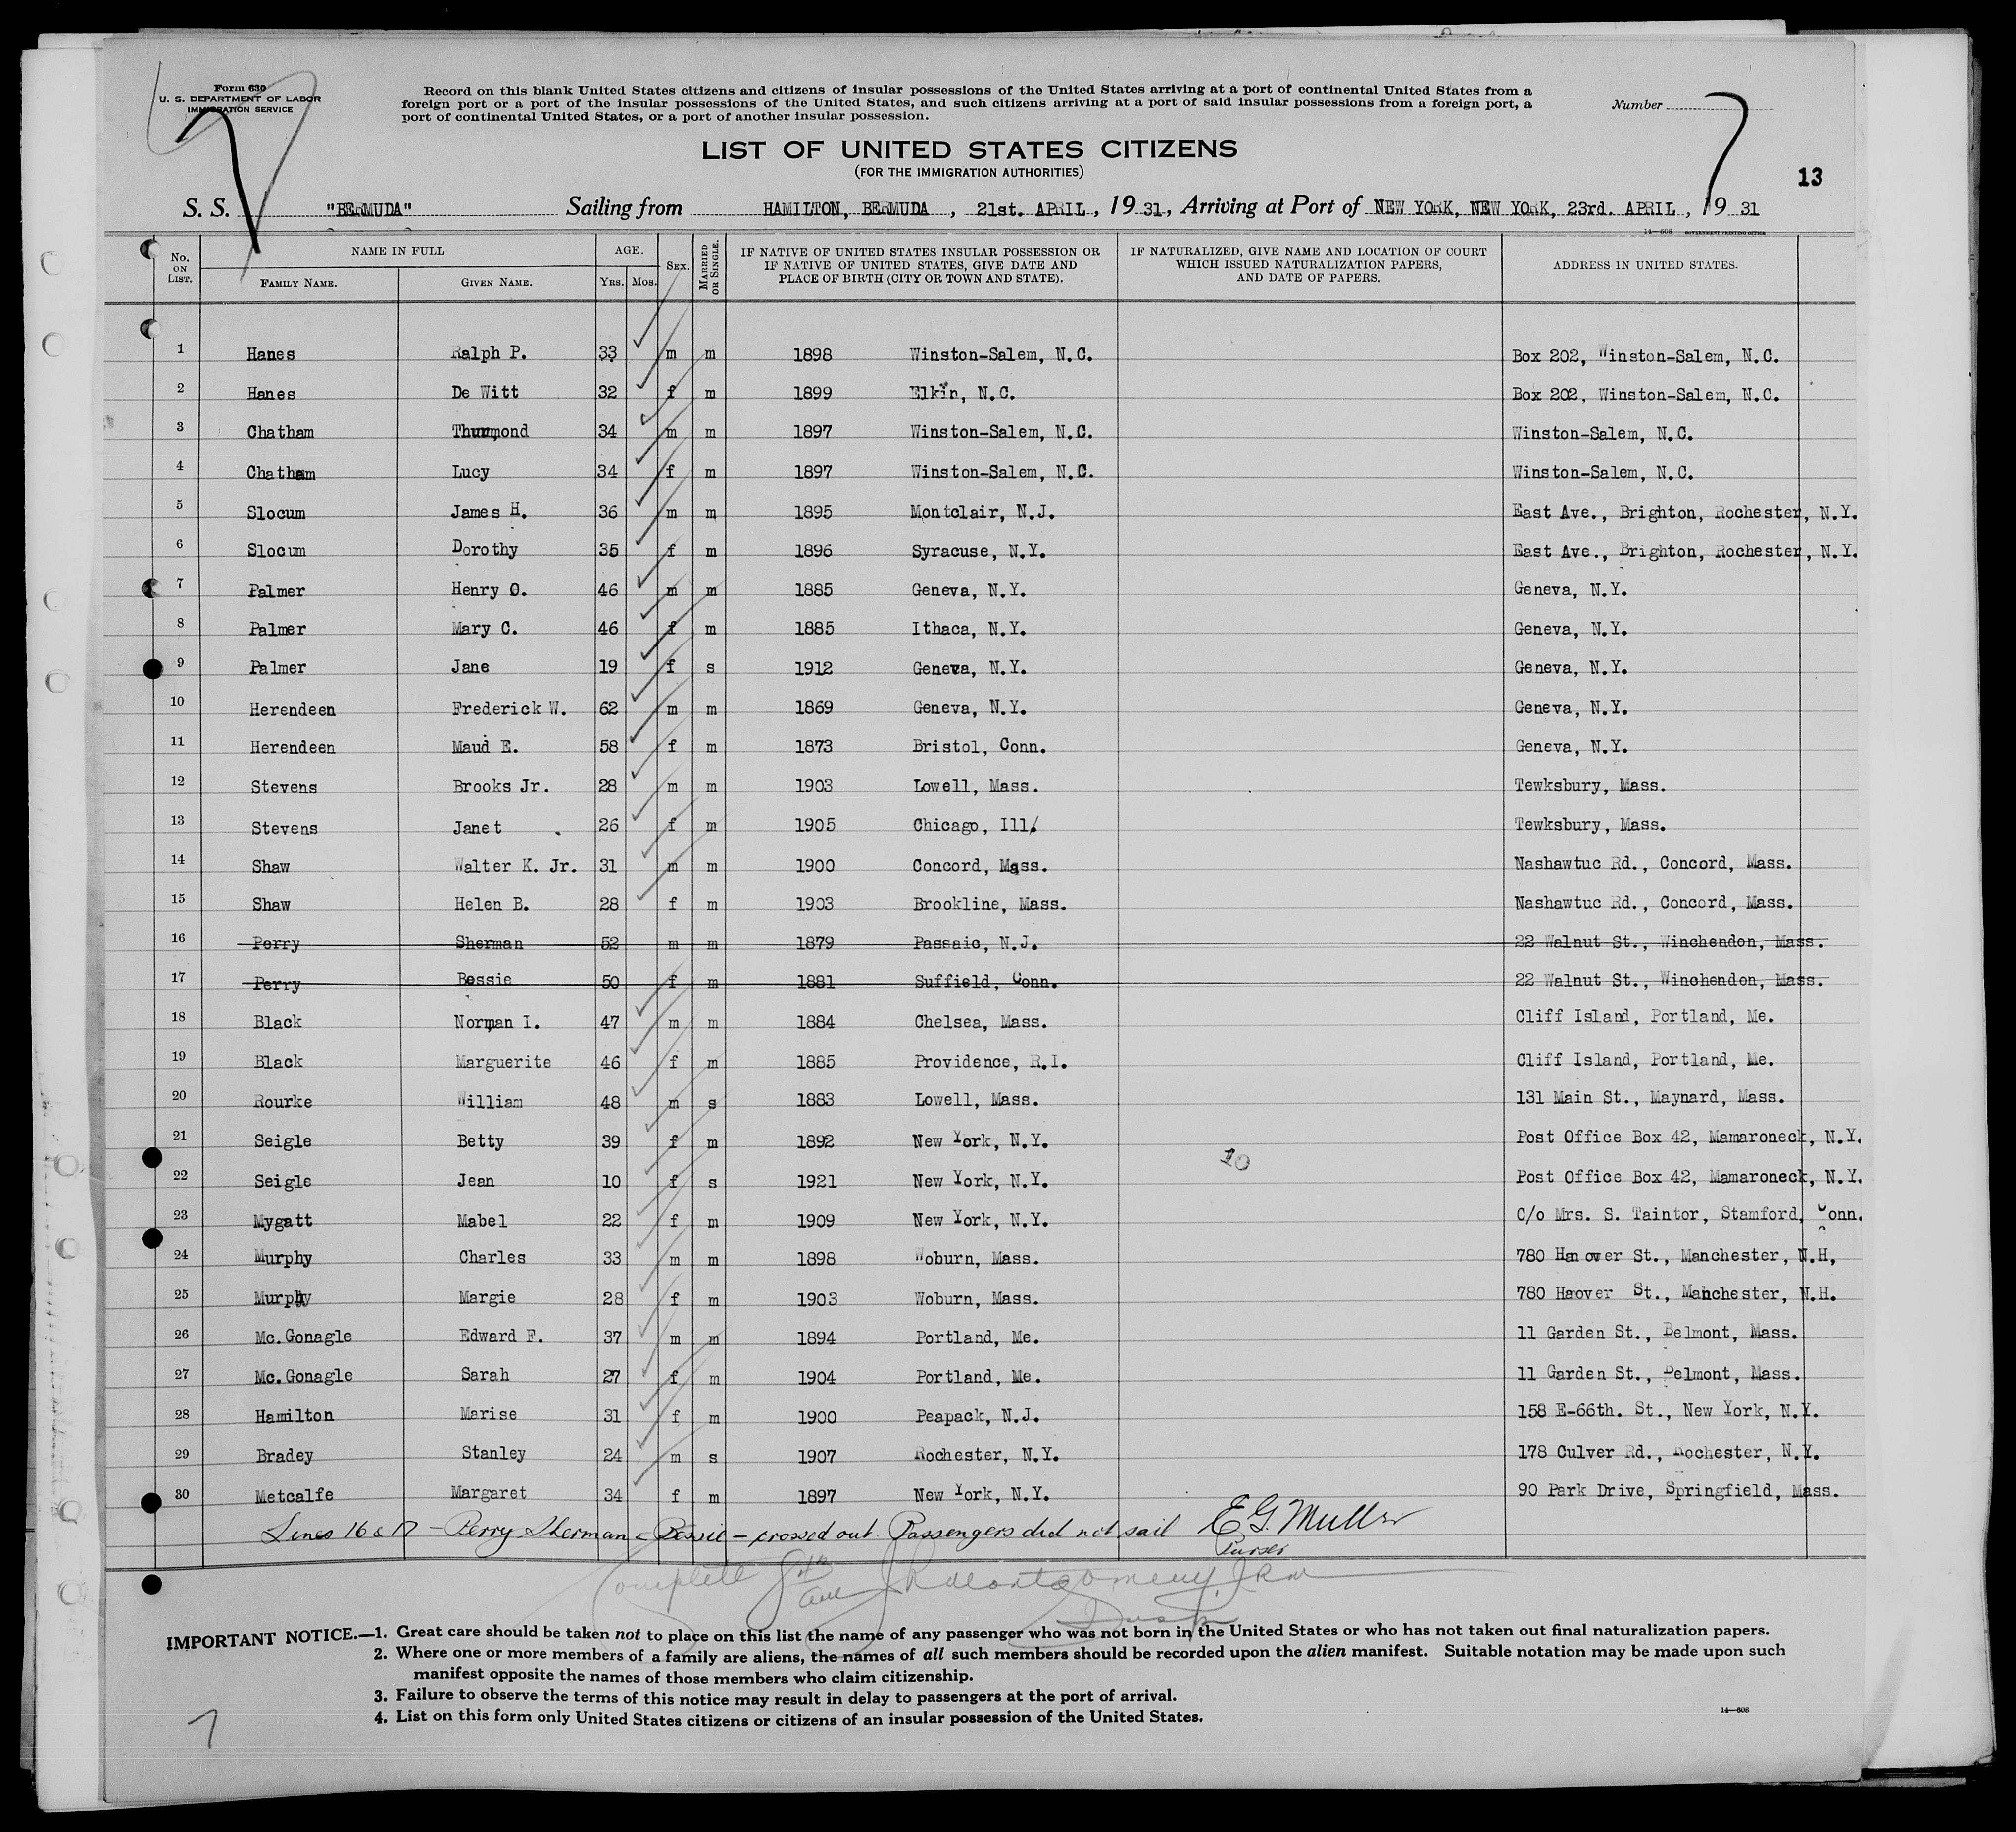 Form 630
U. S. DEPARTMENT OF LABOR
IMMIGRATION SERVICE
Record on this blank United States citizens and citizens of insular possessions of the United States arriving at a port of continental United States from a
foreign port or a port of the insular possessions of the United States, and such citizens arriving at a port of said insular possessions from a foreign port, a
port of continental United States, or a port of another insular possession.
Number
7
7
13
LIST OF UNITED STATES CITIZENS
(FOR THE IMMIGRATION AUTHORITIES)
S. S. "BERMUDA" Sailing from HAMILTON, BERMUDA, 21st. APRIL, 19 31, Arriving at Port of NEW YORK, NEW YORK, 23rd. APRIL, 19 31
14—608 GOVERNMENT PRINTING OFFICE
No. ON LIST. NAME IN FULL AGE. SEX. MARRIED OR SINGLE. IF NATIVE OF UNITED STATES INSULAR POSSESSION OR IF NATIVE OF UNITED STATES, GIVE DATE AND PLACE OF BIRTH (CITY OR TOWN AND STATE). IF NATURALIZED, GIVE NAME AND LOCATION OF COURT WHICH ISSUED NATURALIZATION PAPERS, AND DATE OF PAPERS. ADDRESS IN UNITED STATES.
FAMILY NAME. GIVEN NAME. YRS. MOS.
1 Hanes Ralph P. 33 m m 1898 Winston-Salem, N.C. Box 202, Winston-Salem, N.C.
2 Hanes De Witt 32 f m 1899 Elkin, N.C. Box 202, Winston-Salem, N.C.
3 Chatham Thurmond 34 m m 1897 Winston-Salem, N.C. Winston-Salem, N.C.
4 Chatham Lucy 34 f m 1897 Winston-Salem, N.C. Winston-Salem, N.C.
5 Slocum James H. 36 m m 1895 Montclair, N.J. East Ave., Brighton, Rochester, N.Y.
6 Slocum Dorothy 35 f m 1896 Syracuse, N.Y. East Ave., Brighton, Rochester, N.Y.
7 Palmer Henry O. 46 m m 1885 Geneva, N.Y. Geneva, N.Y.
8 Palmer Mary C. 46 f m 1885 Ithaca, N.Y. Geneva, N.Y.
9 Palmer Jane 19 f s 1912 Geneva, N.Y. Geneva, N.Y.
10 Herendeen Frederick W. 62 m m 1869 Geneva, N.Y. Geneva, N.Y.
11 Herendeen Maud E. 58 f m 1873 Bristol, Conn. Geneva, N.Y.
12 Stevens Brooks Jr. 28 m m 1903 Lowell, Mass. Tewksbury, Mass.
13 Stevens Janet 26 f m 1905 Chicago, Ill. Tewksbury, Mass.
14 Shaw Walter K. Jr. 31 m m 1900 Concord, Mass. Nashawtuc Rd., Concord, Mass.
15 Shaw Helen B. 28 f m 1903 Brookline, Mass. Nashawtuc Rd., Concord, Mass.
16 Perry Sherman 52 m m 1879 Passaic, N.J. 22 Walnut St., Winchendon, Mass.
17 Perry Bessie 50 f m 1881 Suffield, Conn. 22 Walnut St., Winchendon, Mass.
18 Black Norman I. 47 m m 1884 Chelsea, Mass. Cliff Island, Portland, Me.
19 Black Marguerite 46 f m 1885 Providence, R.I. Cliff Island, Portland, Me.
20 Rourke William 48 m s 1883 Lowell, Mass. 131 Main St., Maynard, Mass.
21 Seigle Betty 39 f m 1892 New York, N.Y. Post Office Box 42, Mamaroneck, N.Y.
22 Seigle Jean 10 f s 1921 New York, N.Y. 10 Post Office Box 42, Mamaroneck, N.Y.
23 Mygatt Mabel 22 f m 1909 New York, N.Y. C/o Mrs. S. Taintor, Stamford, Conn.
24 Murphy Charles 33 m m 1898 Woburn, Mass. 780 Hanover St., Manchester, N.H,
25 Murphy Margie 28 f m 1903 Woburn, Mass. 780 Haover St., Manchester, N.H.
26 Mc.Gonagle Edward F. 37 m m 1894 Portland, Me. 11 Garden St., Belmont, Mass.
27 Mc.Gonagle Sarah 27 f m 1904 Portland, Me. 11 Garden St., Belmont, Mass.
28 Hamilton Marise 31 f m 1900 Peapack, N.J. 158 E-66th. St., New York, N.Y.
29 Bradey Stanley 24 m s 1907 Rochester, N.Y. 178 Culver Rd., Rochester, N.Y.
30 Metcalfe Margaret 34 f m 1897 New York, N.Y. 90 Park Drive, Springfield, Mass.
Lines 16 & 17 - Perry Sherman & Bessie - crossed out. Passengers did not sail E G. Muller
Purser
Complete
IMPORTANT NOTICE.—1. Great care should be taken not to place on this list the name of any passenger who was not born in the United States or who has not taken out final naturalization papers.
2. Where one or more members of a family are aliens, the names of all such members should be recorded upon the alien manifest. Suitable notation may be made upon such
manifest opposite the names of those members who claim citizenship.
3. Failure to observe the terms of this notice may result in delay to passengers at the port of arrival.
4. List on this form only United States citizens or citizens of an insular possession of the United States.
14—608
7